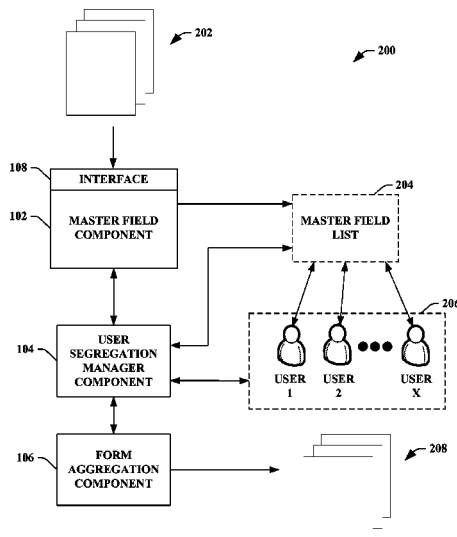 202
200
108
INTERFACE
102
MASTER FIELD
COMPONENT
204
MASTER FIELD
LIST
206
104
USER
SEGREGATION
MANAGER
COMPONENT
USER
1
USER
2
USER
X
106
FORM
AGGREGATION
COMPONENT
208